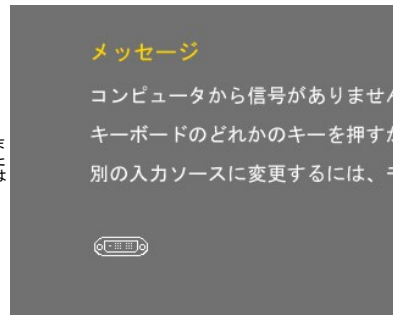 メッセージ
コンピュータから信号がありませ
キーボードのどれかのキーを押す
別の入力ソースに変更するには、